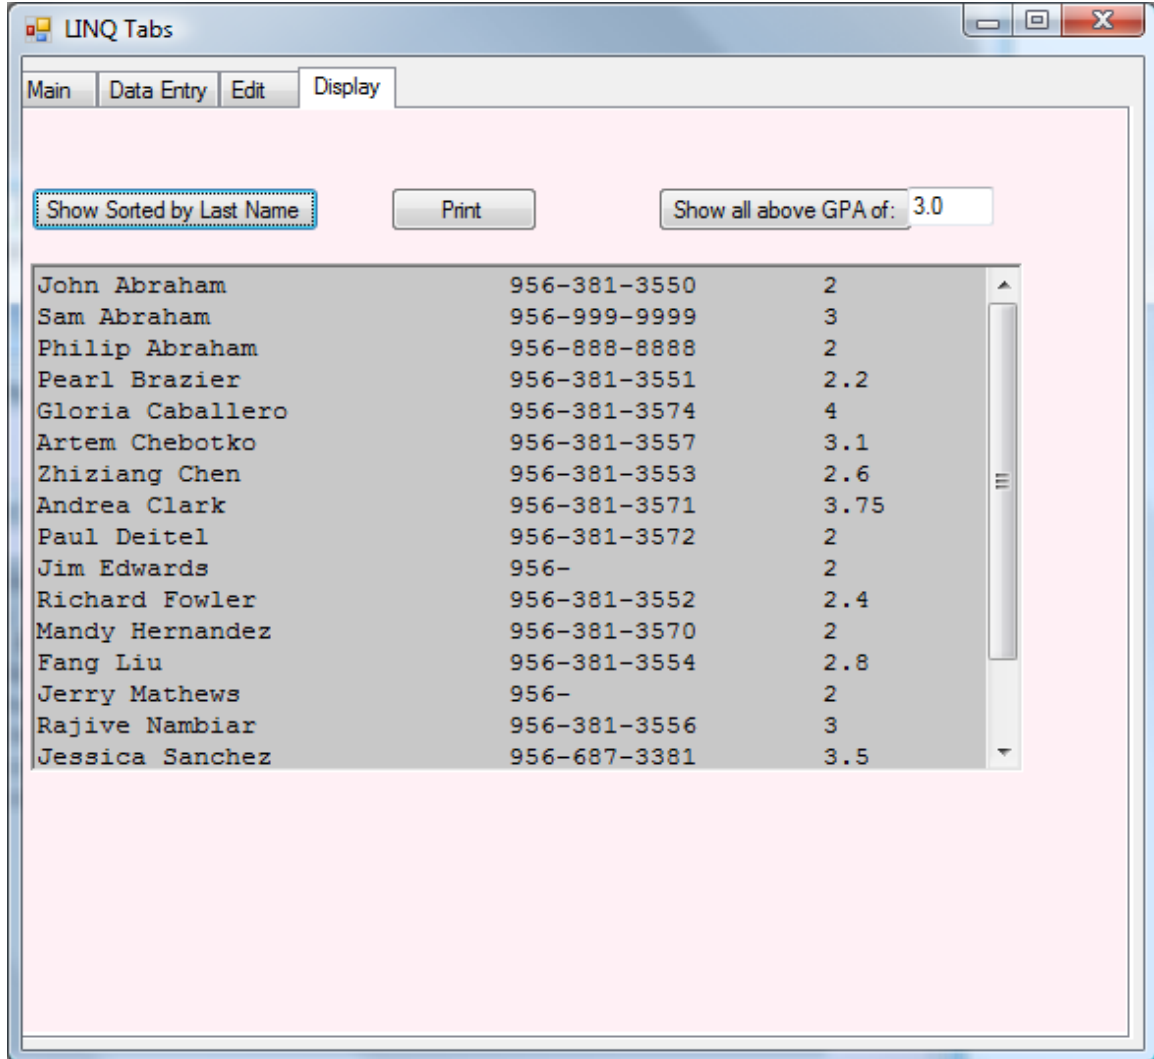 LINQ Tabs
Main Data Entry Edit Display
Show Sorted by Last Name Print Show all above GPA of: 3.0
John Abraham 956-381-3550 2
Sam Abraham 956-999-9999 3
Philip Abraham 956-888-8888 2
Pearl Brazier 956-381-3551 2.2
Gloria Caballero 956-381-3574 4
Artem Chebotko 956-381-3557 3.1
Zhiziang Chen 956-381-3553 2.6
Andrea Clark 956-381-3571 3.75
Paul Deitel 956-381-3572 2
Jim Edwards 956- 2
Richard Fowler 956-381-3552 2.4
Mandy Hernandez 956-381-3570 2
Fang Liu 956-381-3554 2.8
Jerry Mathews 956- 2
Rajive Nambiar 956-381-3556 3
Jessica Sanchez 956-687-3381 3.5